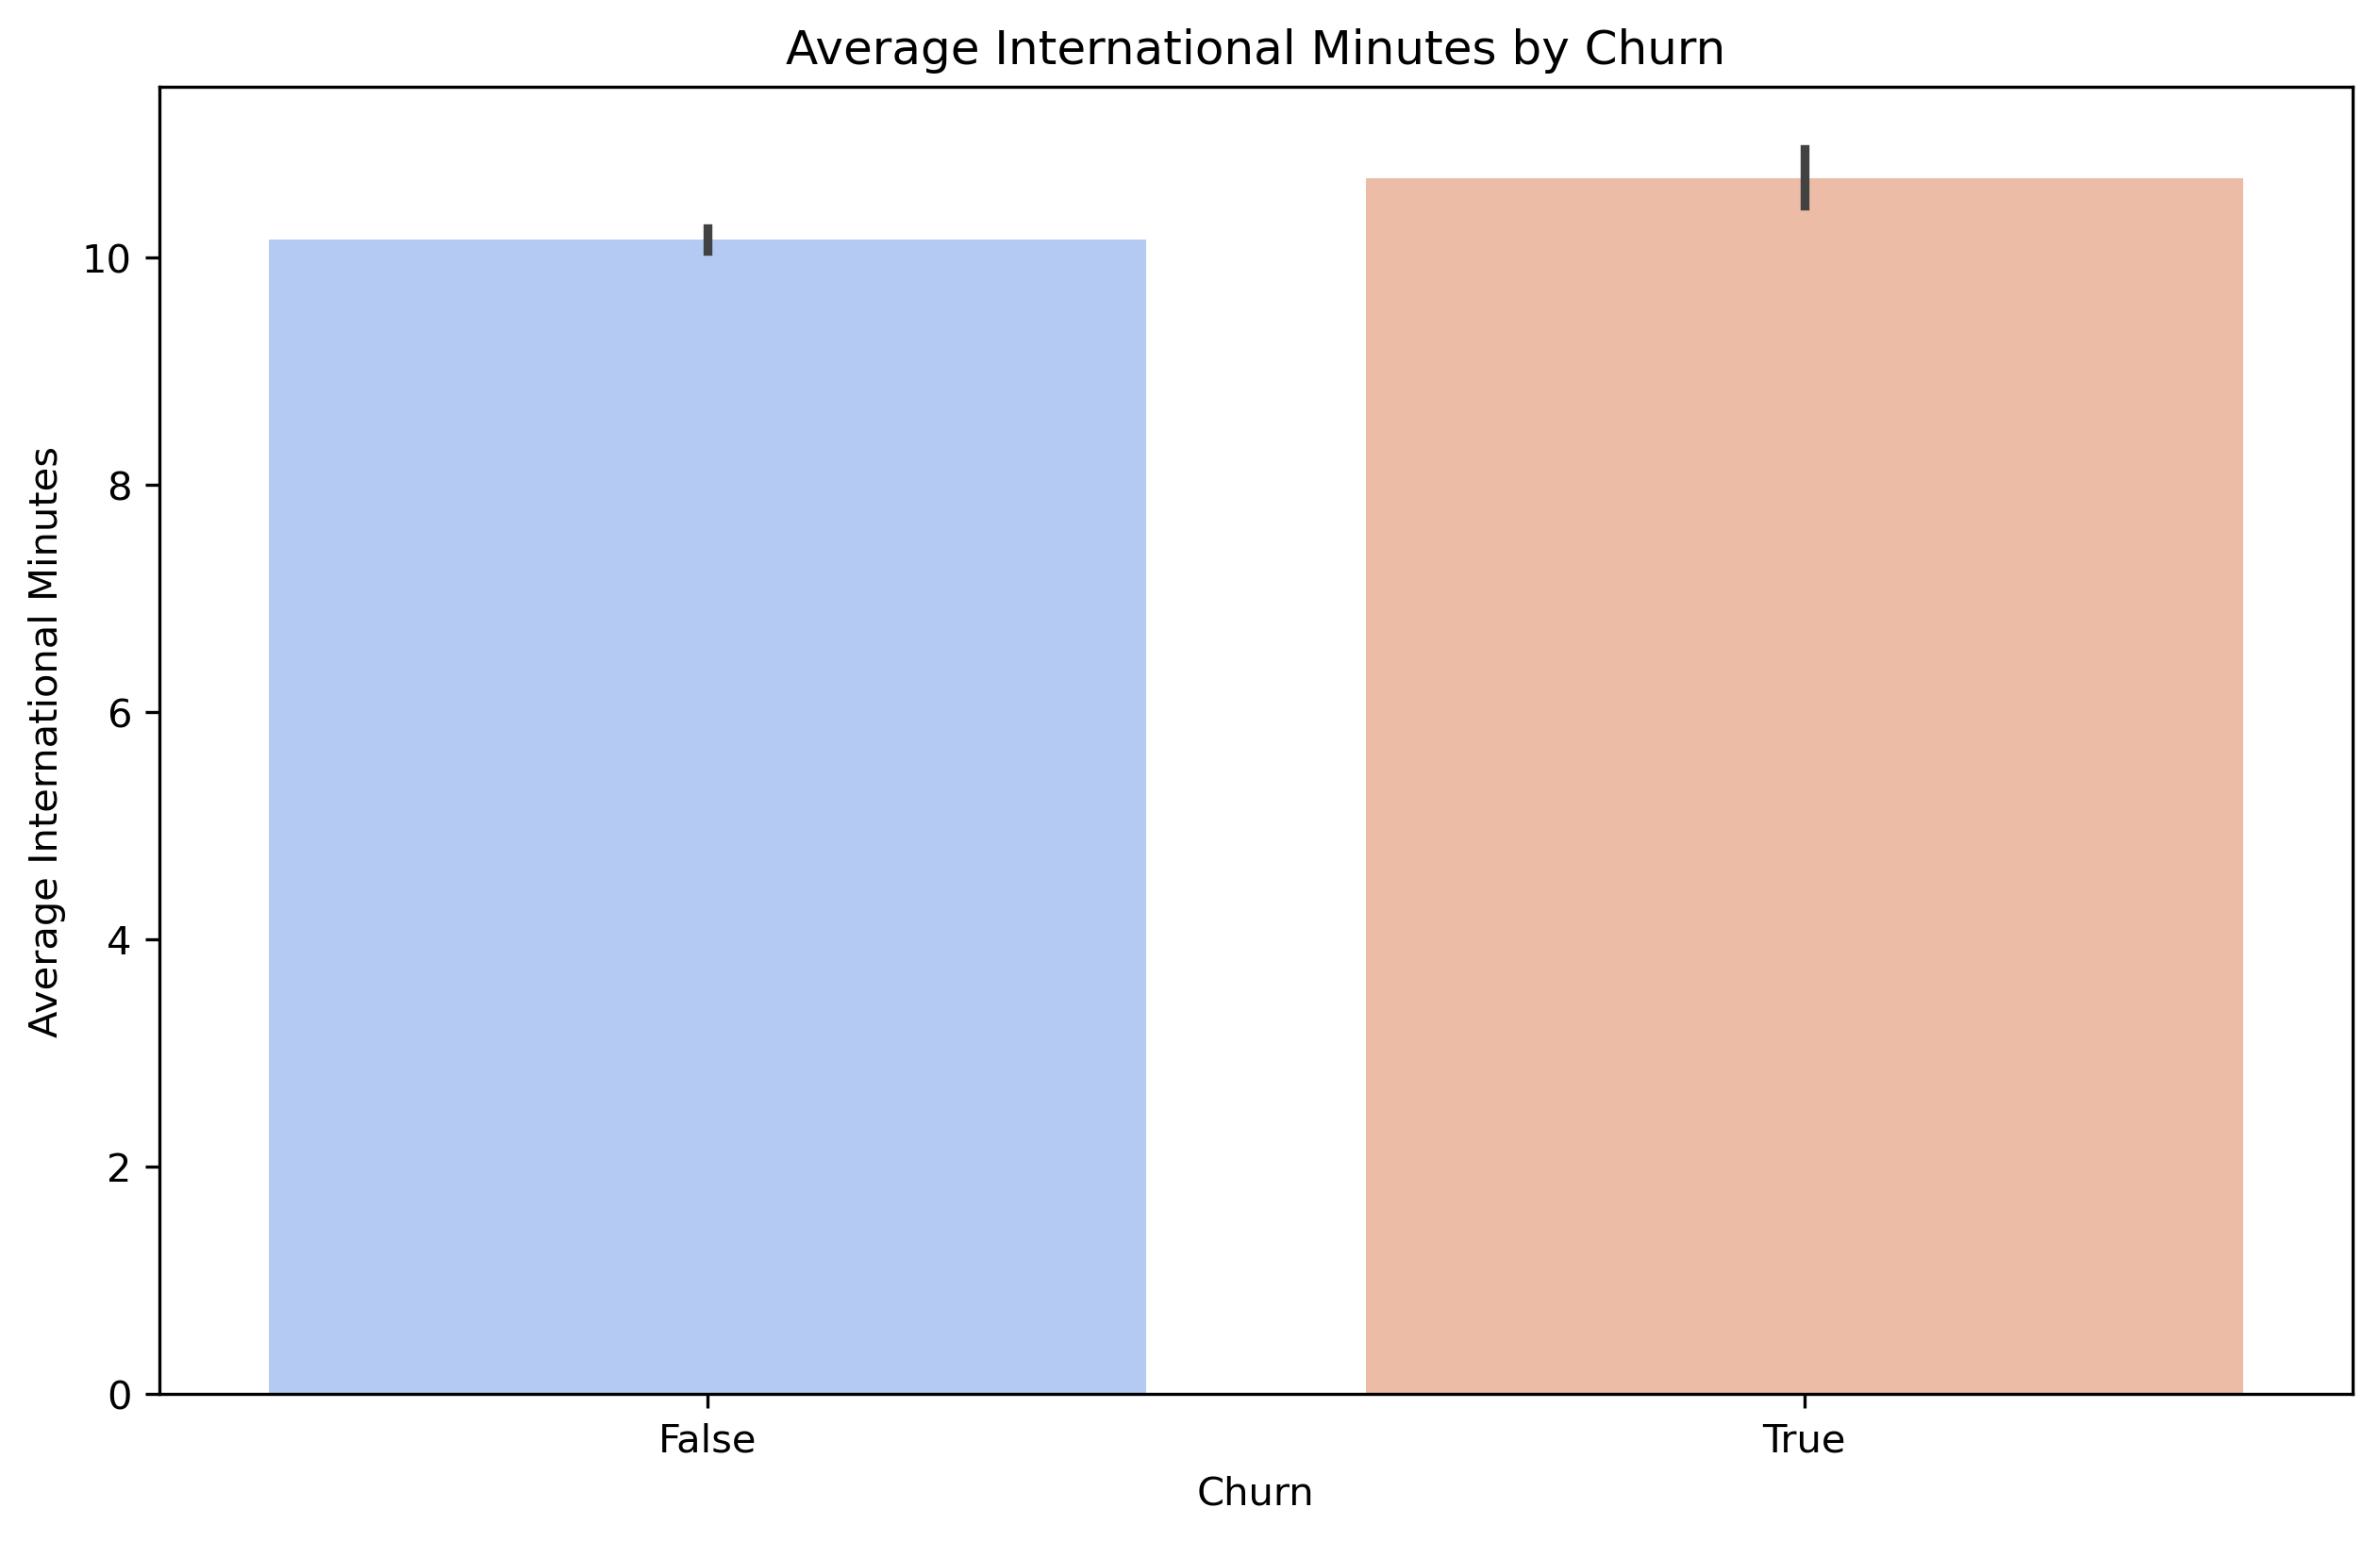 Average International Minutes by Churn
Average International Minutes
10
8
6
4
2
0
False
True
Churn